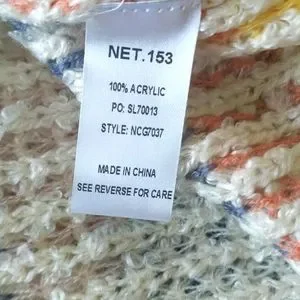 NET.153
100% ACRYLIC
PO: SL70013
STYLE: NCG7037
MADE IN CHINA
SEE REVERSE FOR CARE